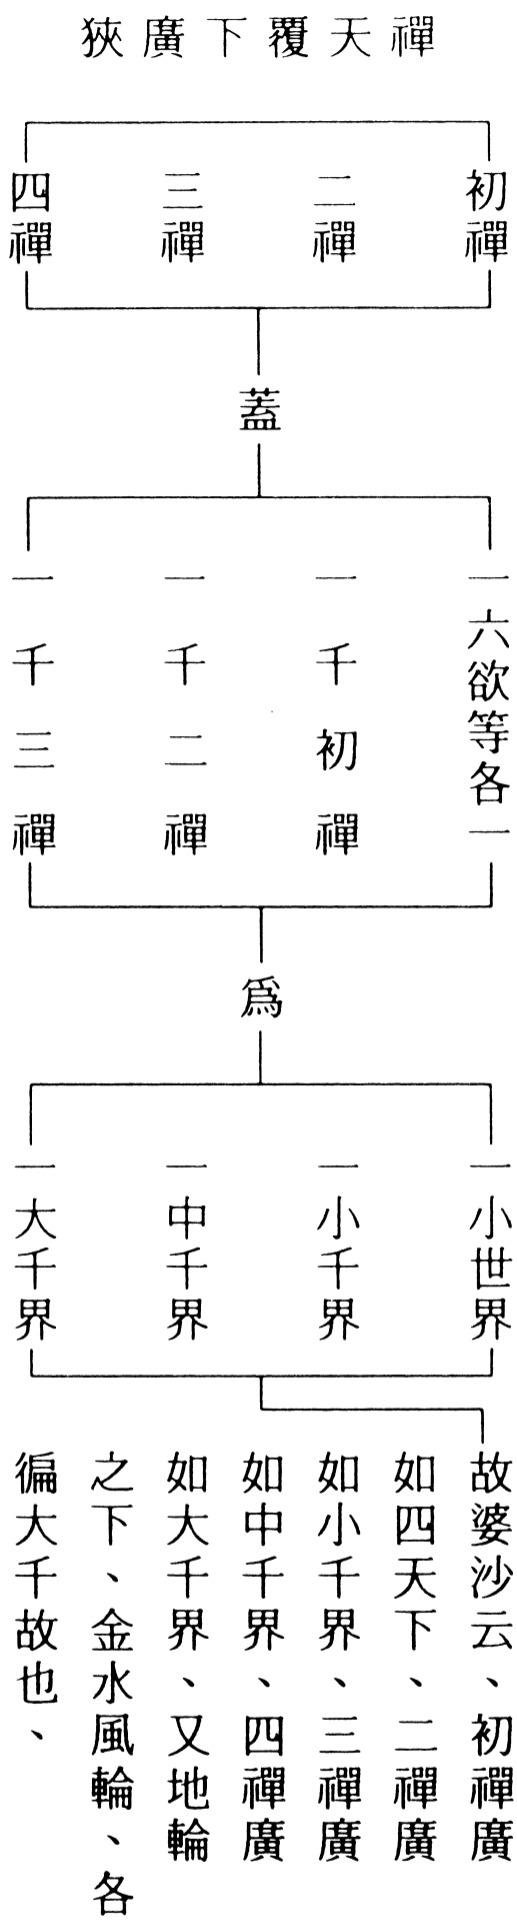 禪天覆下廣狹
初禪
二禪
三禪
四禪
蓋
一六欲等各一
一千初禪
一千二禪
一千三禪
爲
一小世界
一小千界
一中千界
一大千界
故婆沙云、初禪廣
如四天下、二禪廣
如小千界、三禪廣
如中千界、四禪廣
如大千界、又地輪
之下、金水風輪、各
徧大千故也、